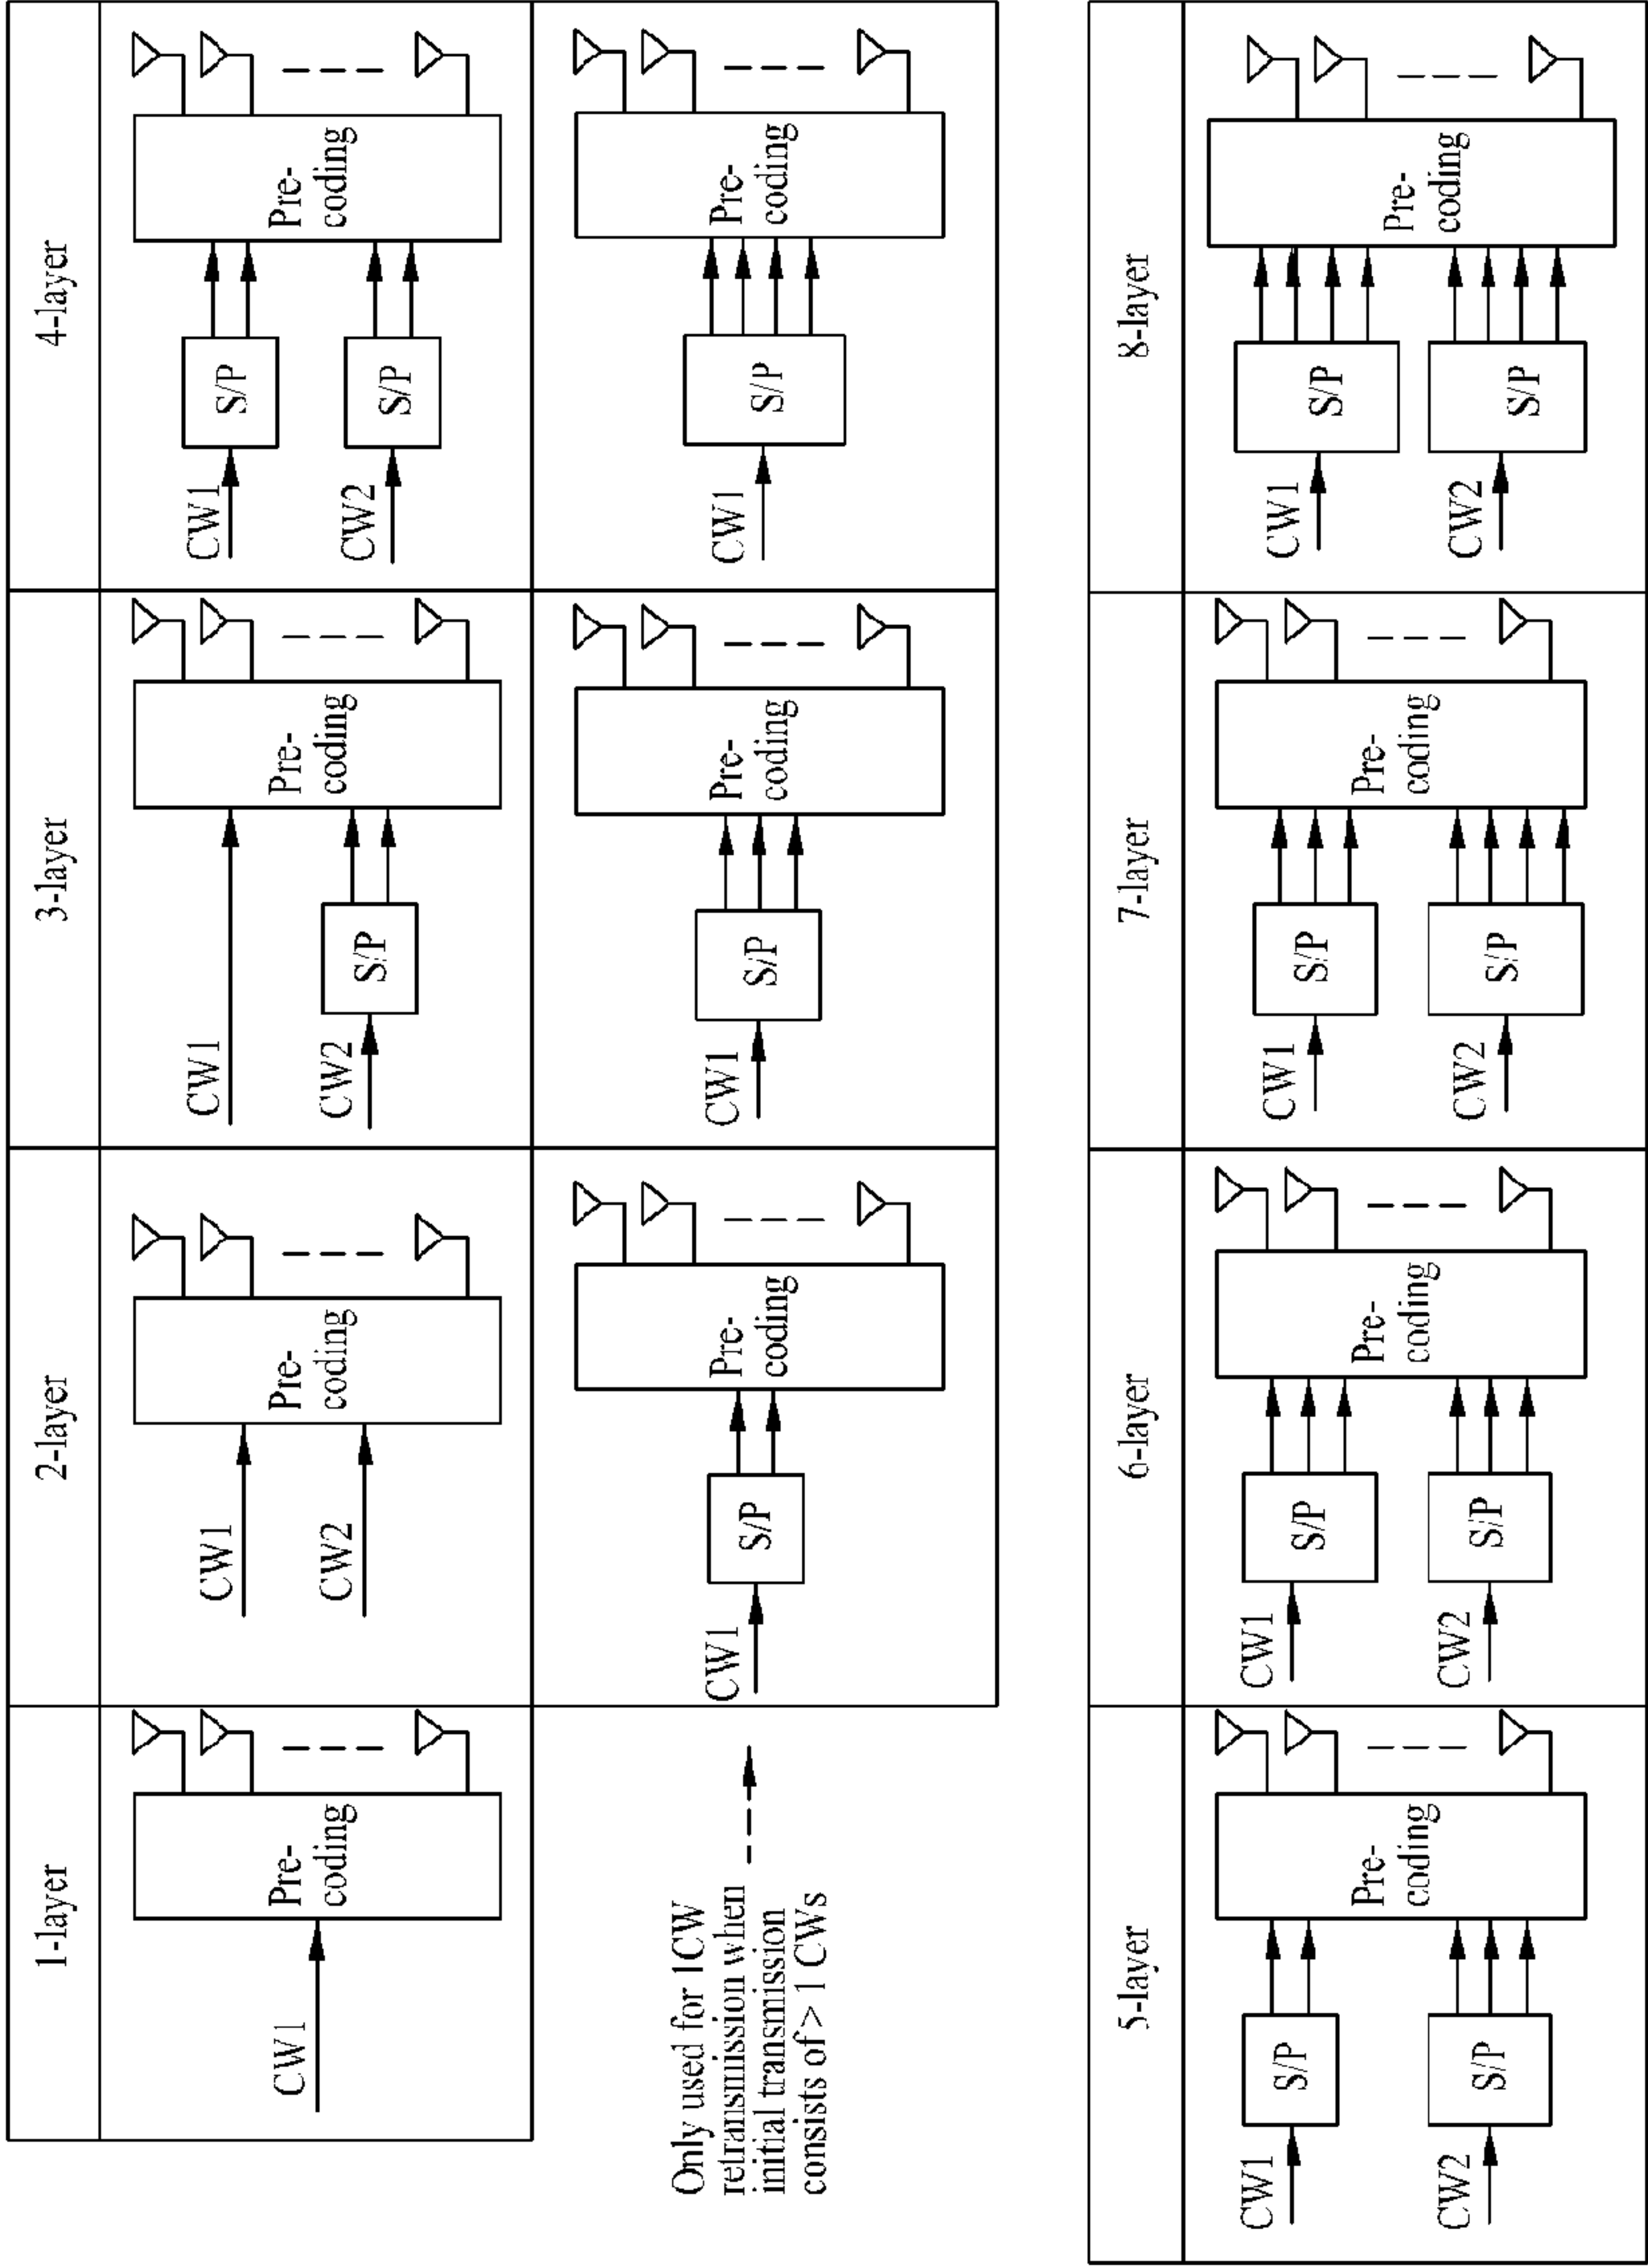 1-layer
2-layer
3-layer
4-layer
CW1
Pre-
coding
CW1
CW2
Pre-
coding
CW1
CW2
S/P
Pre-
coding
CW1
CW2
S/P
S/P
Pre-
coding
Only used for 1CW
retransmission when
initial transmission
consists of > 1 CWs
CW1
S/P
Pre-
coding
CW1
S/P
Pre-
coding
CW1
S/P
Pre-
coding
5-layer
6-layer
7-layer
8-layer
CW1
CW2
S/P
S/P
Pre-
coding
CW1
CW2
S/P
S/P
Pre-
coding
CW1
CW2
S/P
S/P
Pre-
coding
CW1
CW2
S/P
S/P
Pre-
coding